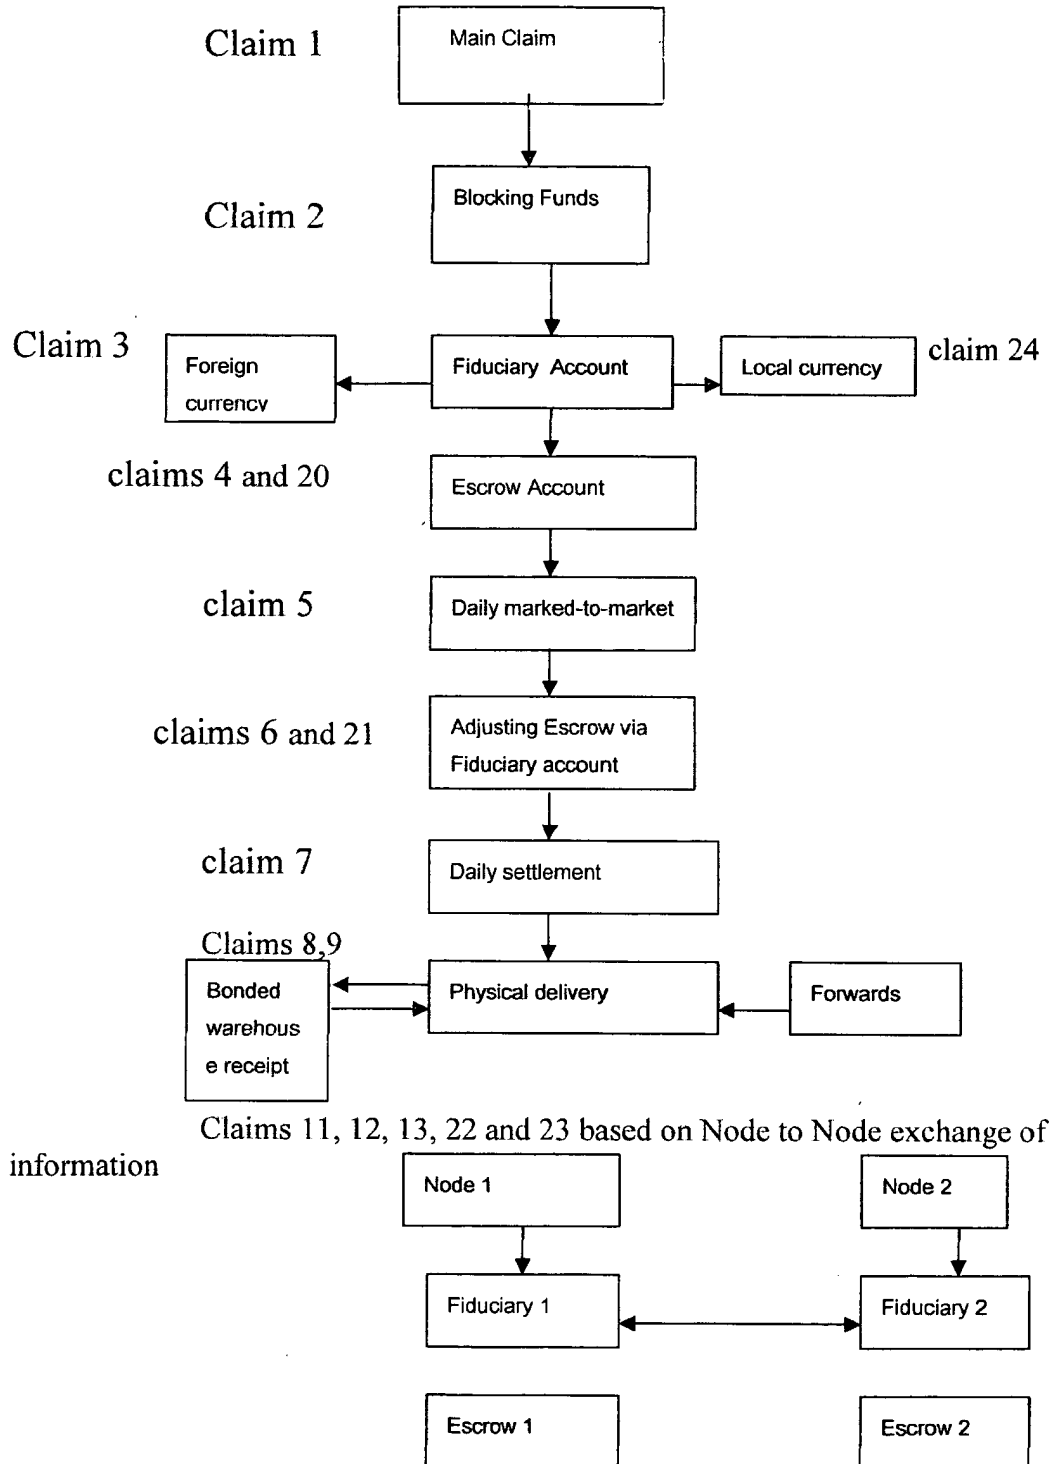 Claim 1
Main Claim
Claim 2
Blocking Funds
Claim 3
Foreign
currency
Fiduciary Account
Local currency
claim 24
claims 4 and 20
Escrow Account
claim 5
Daily marked-to-market
claims 6 and 21
Adjusting Escrow via
Fiduciary account
claim 7
Daily settlement
Claims 8,9
Bonded
warehous
e receipt
Physical delivery
Forwards
Claims 11, 12, 13, 22 and 23 based on Node to Node exchange of
information
Node 1
Node 2
Fiduciary 1
Fiduciary 2
Escrow 1
Escrow 2